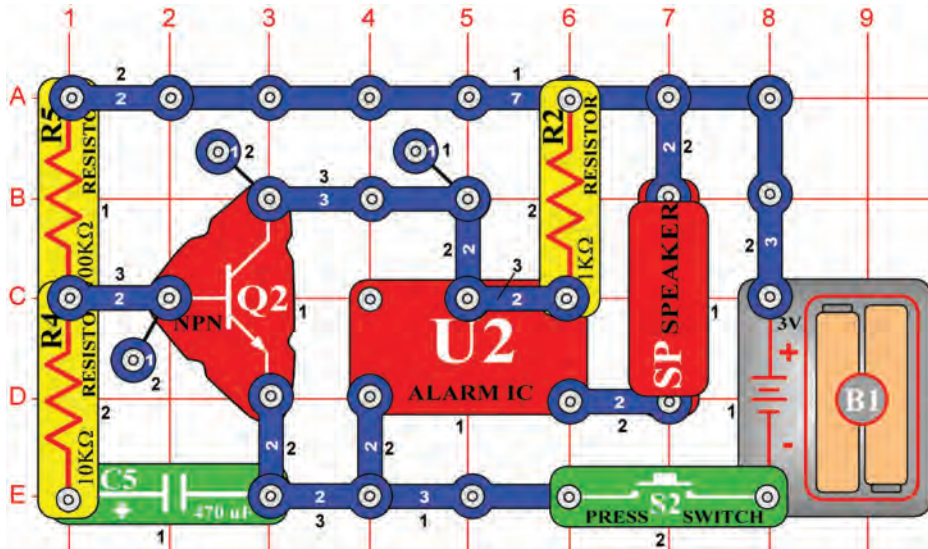 1 2 3 4 5 6 7 8 9
2 1
A 2 7
R5 RESISTOR R2 RESISTOR
1 2 1 1 2 2
3
B 3
1 2 2 2 3
00KΩ 1KΩ SPEAKER
3 3
C 2 2
R4 RESISTOR NPN Q2 1 U2 1 3V
1 +
2 2 SP
D ALARM IC 2 1 B1
1 2 -
10KΩ 2 2 2 2
C5 470 uF
E 2 3 PRESS S2 SWITCH
1 3 1 2